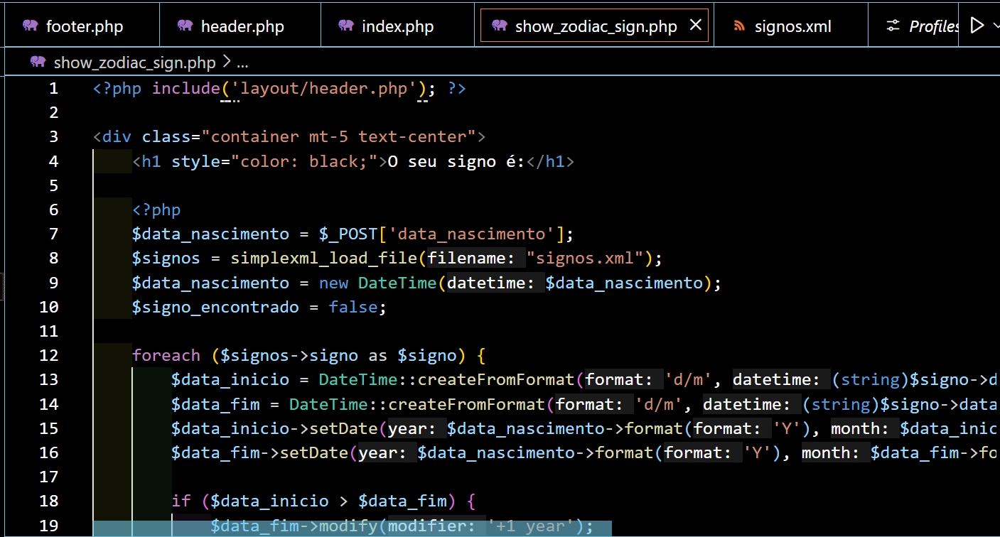 footer.php header.php index.php show_zodiac_sign.php signos.xml Profiles
show_zodiac_sign.php > ...
1 <?php include('layout/header.php'); ?>
2
3 <div class="container mt-5 text-center">
4 <h1 style="color: black;">O seu signo é:</h1>
5
6 <?php
7 $data_nascimento = $_POST['data_nascimento'];
8 $signos = simplexml_load_file(filename: "signos.xml");
9 $data_nascimento = new DateTime(datetime: $data_nascimento);
10 $signo_encontrado = false;
11
12 foreach ($signos->signo as $signo) {
13 $data_inicio = DateTime::createFromFormat(format: 'd/m', datetime: (string)$signo->d
14 $data_fim = DateTime::createFromFormat(format: 'd/m', datetime: (string)$signo->data
15 $data_inicio->setDate(year: $data_nascimento->format(format: 'Y'), month: $data_inic
16 $data_fim->setDate(year: $data_nascimento->format(format: 'Y'), month: $data_fim->fo
17
18 if ($data_inicio > $data_fim) {
19 $data_fim->modify(modifier: '+1 year');